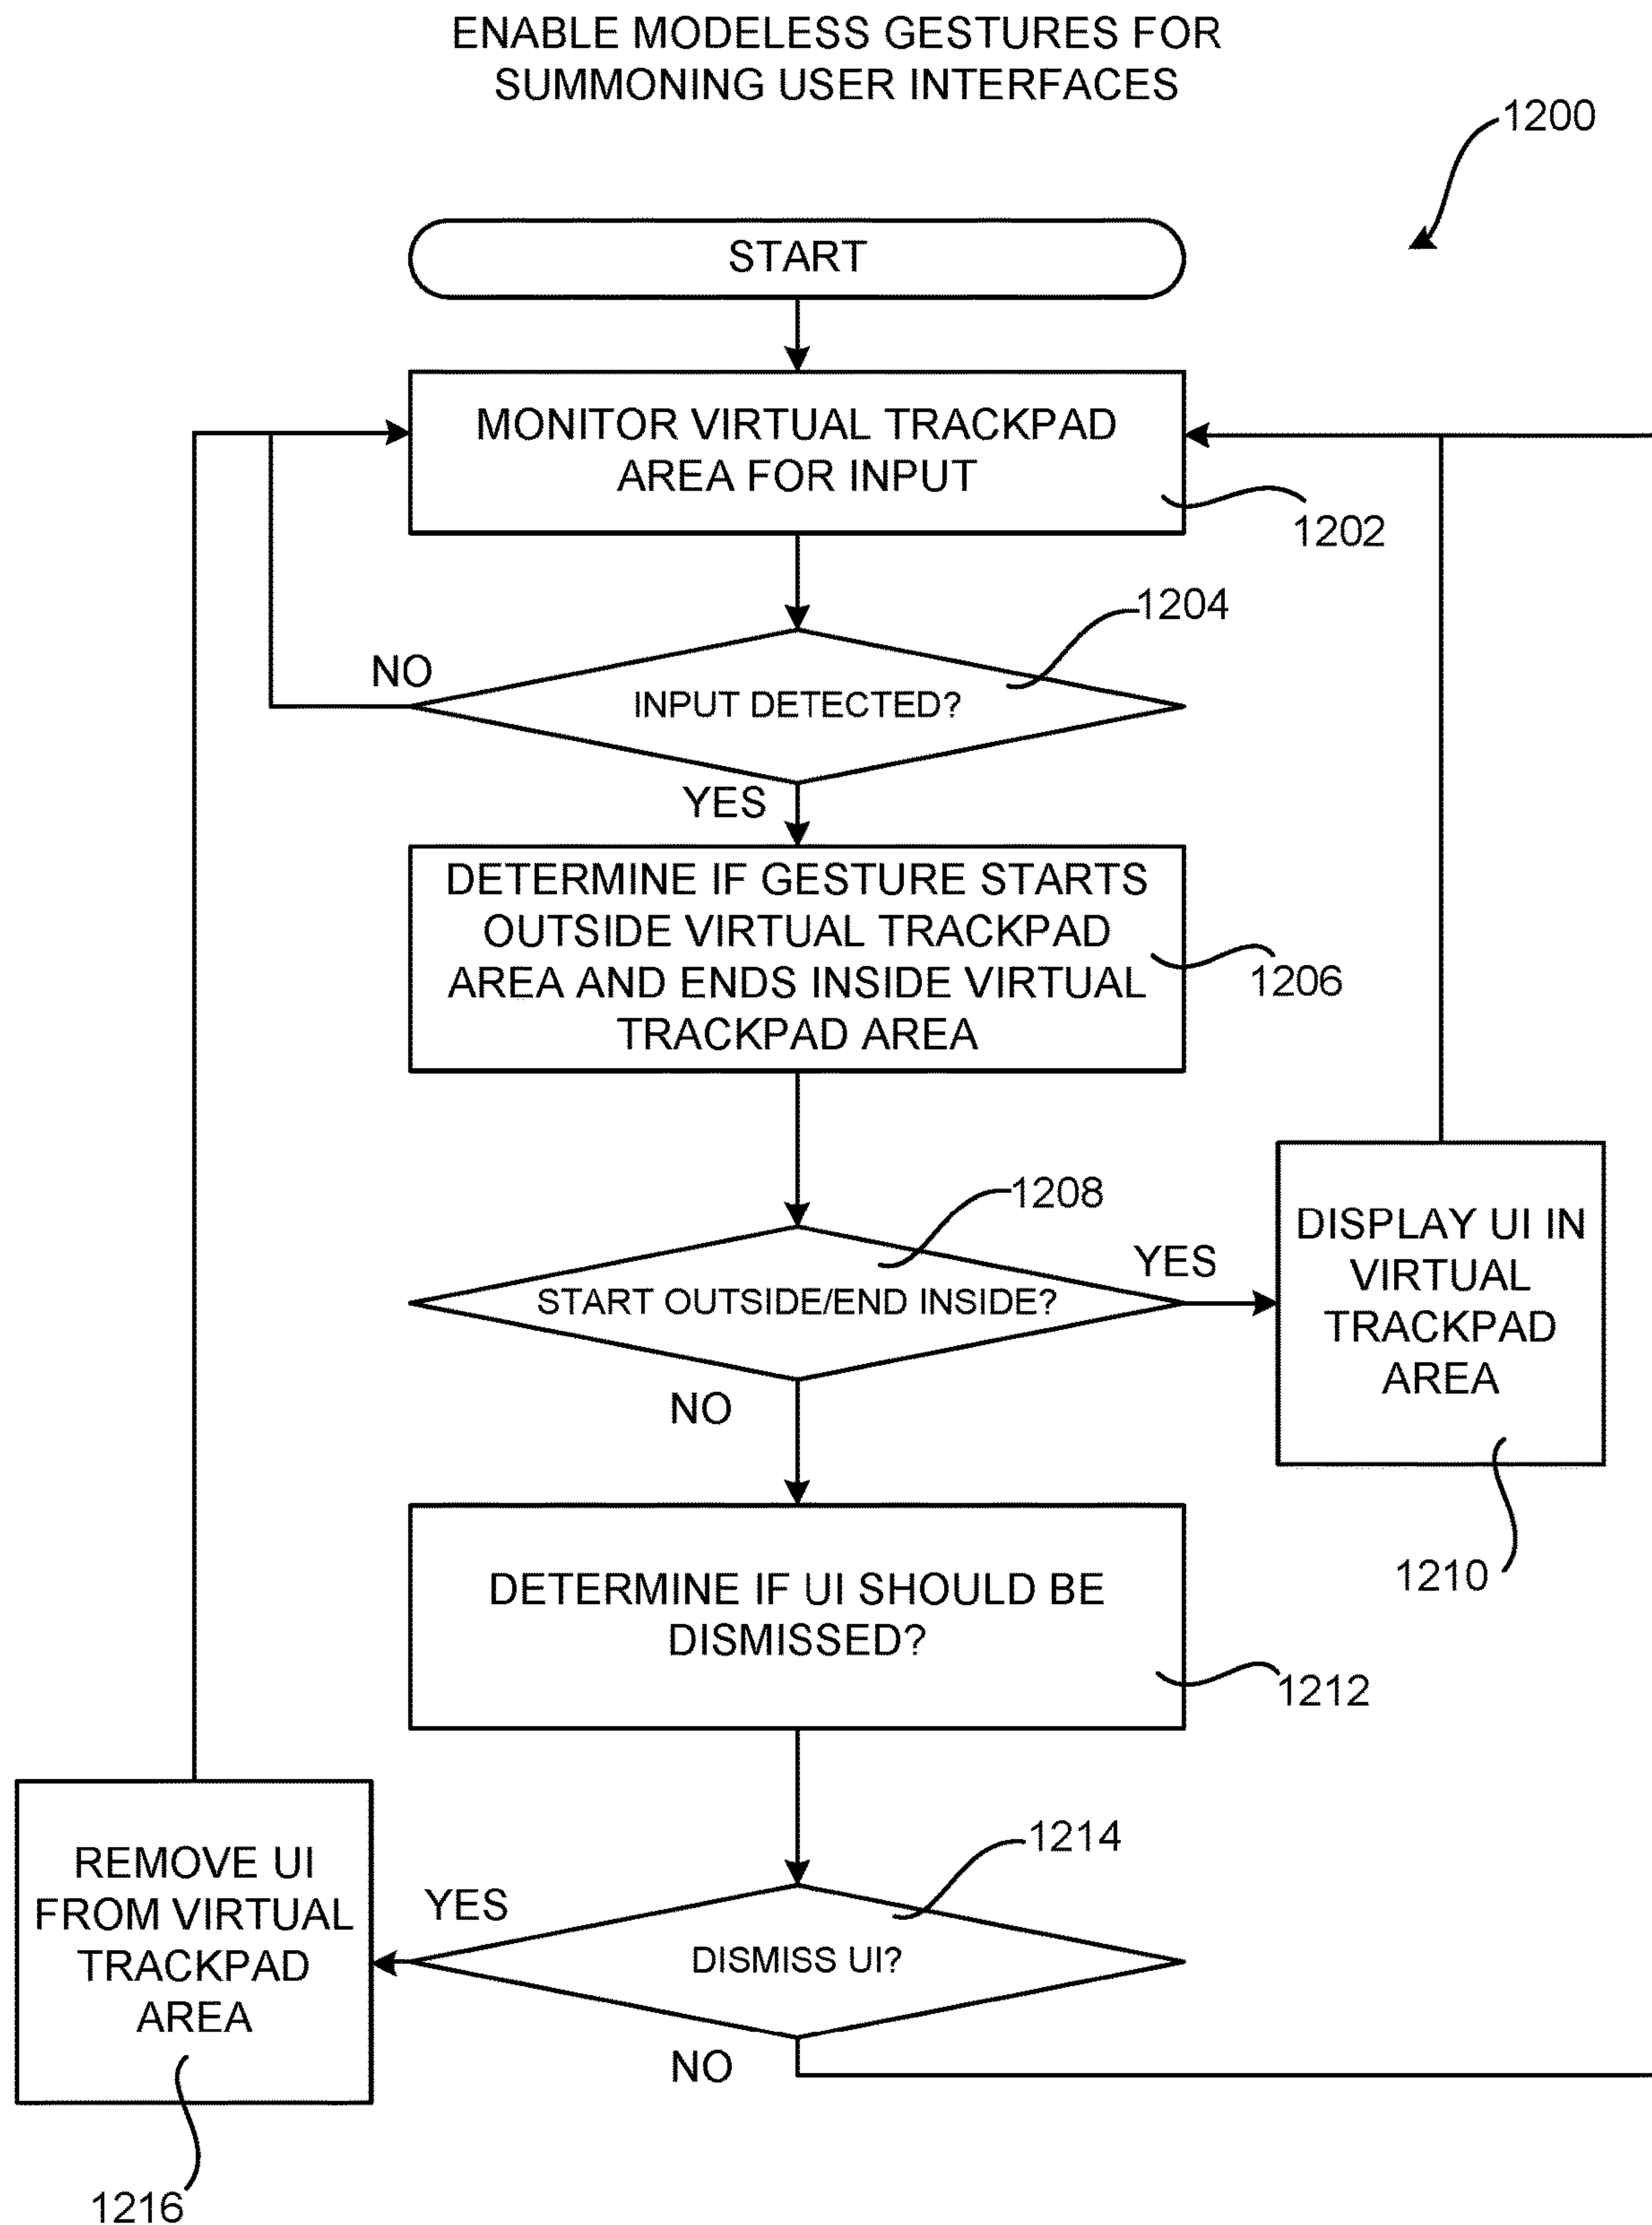 ENABLE MODELESS GESTURES FOR
SUMMONING USER INTERFACES
1200
START
MONITOR VIRTUAL TRACKPAD
AREA FOR INPUT
1202
1204
NO
INPUT DETECTED?
YES
DETERMINE IF GESTURE STARTS
OUTSIDE VIRTUAL TRACKPAD
AREA AND ENDS INSIDE VIRTUAL
TRACKPAD AREA
1206
1208
YES
START OUTSIDE/END INSIDE?
NO
DISPLAY UI IN
VIRTUAL
TRACKPAD
AREA
1210
DETERMINE IF UI SHOULD BE
DISMISSED?
1212
1214
YES
DISMISS UI?
NO
REMOVE UI
FROM VIRTUAL
TRACKPAD
AREA
1216